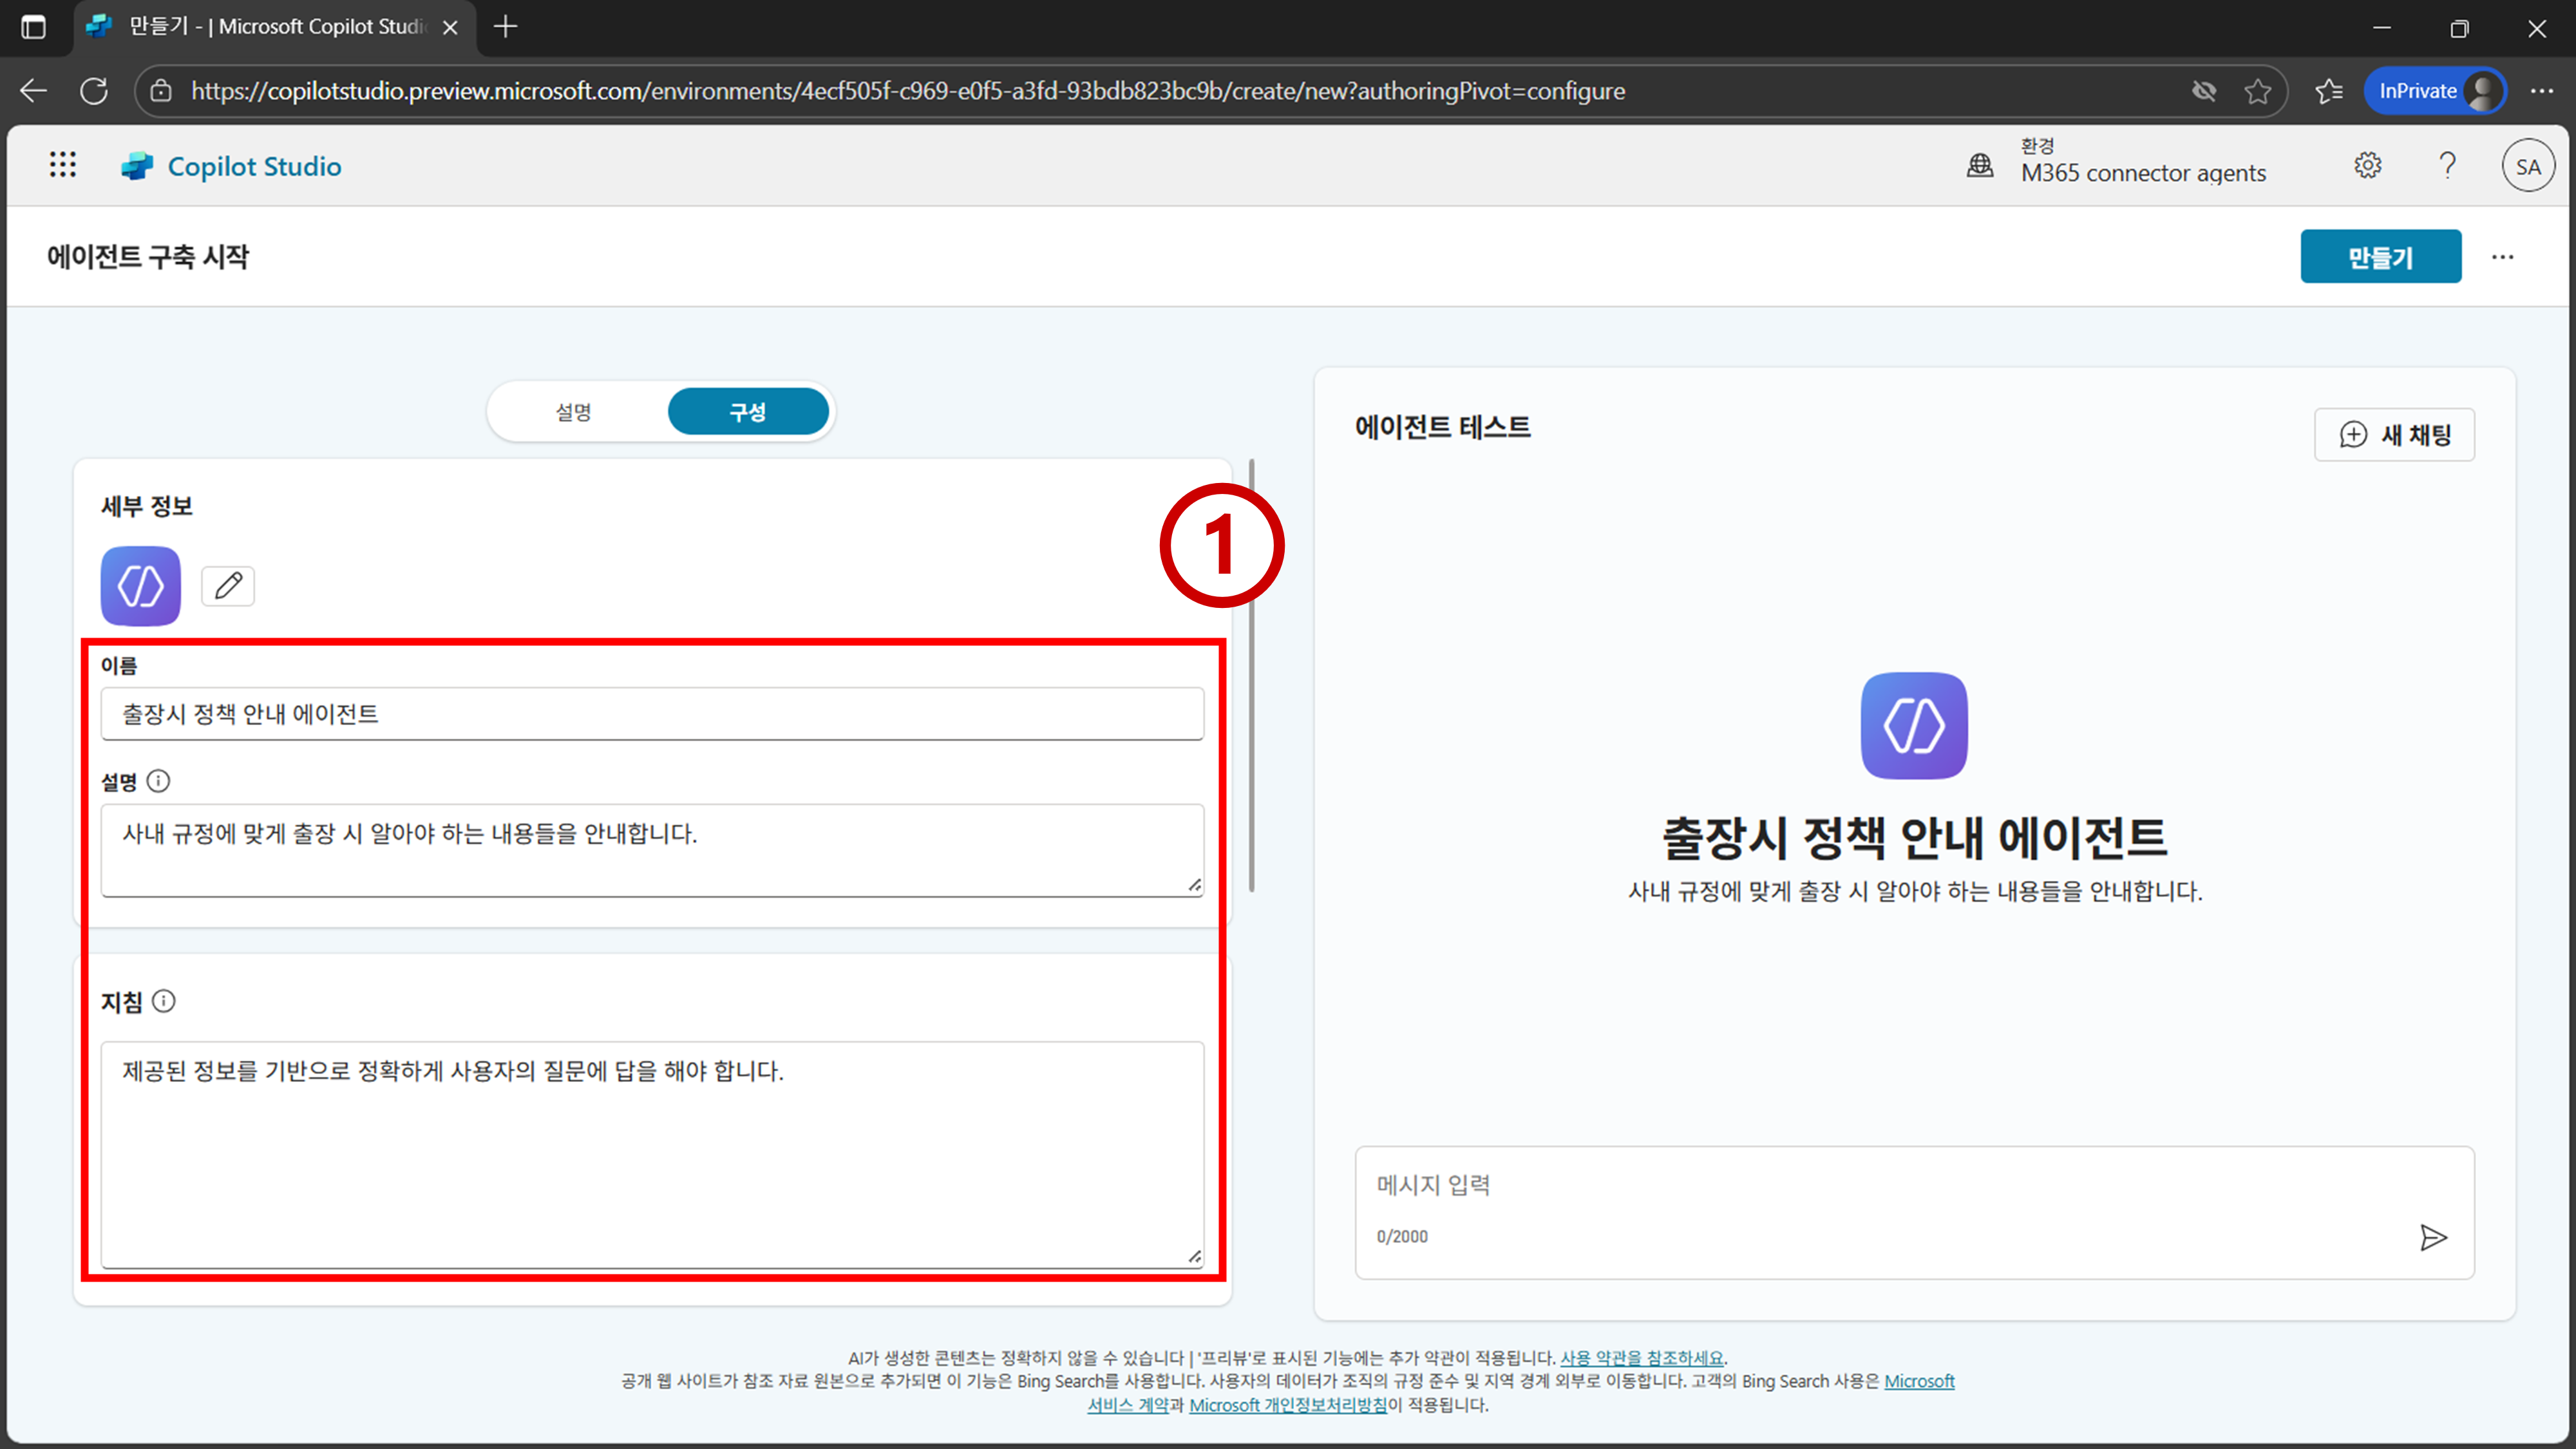 만들기 - | Microsoft Copilot Studi
https://copilotstudio.preview.microsoft.com/environments/4ecf505f-c969-e0f5-a3fd-93bdb823bc9b/create/new?authoringPivot=configure
InPrivate
Copilot Studio
환경
M365 connector agents
SA
에이전트 구축 시작
만들기
설명
구성
세부 정보
1
이름
출장시 정책 안내 에이전트
설명
사내 규정에 맞게 출장 시 알아야 하는 내용들을 안내합니다.
지침
제공된 정보를 기반으로 정확하게 사용자의 질문에 답을 해야 합니다.
에이전트 테스트
새 채팅
출장시 정책 안내 에이전트
사내 규정에 맞게 출장 시 알아야 하는 내용들을 안내합니다.
메시지 입력
0/2000
AI가 생성한 콘텐츠는 정확하지 않을 수 있습니다 | '프리뷰'로 표시된 기능에는 추가 약관이 적용됩니다. 사용 약관을 참조하세요.
공개 웹 사이트가 참조 자료 원본으로 추가되면 이 기능은 Bing Search를 사용합니다. 사용자의 데이터가 조직의 규정 준수 및 지역 경계 외부로 이동합니다. 고객의 Bing Search 사용은 Microsoft
서비스 계약과 Microsoft 개인정보처리방침이 적용됩니다.